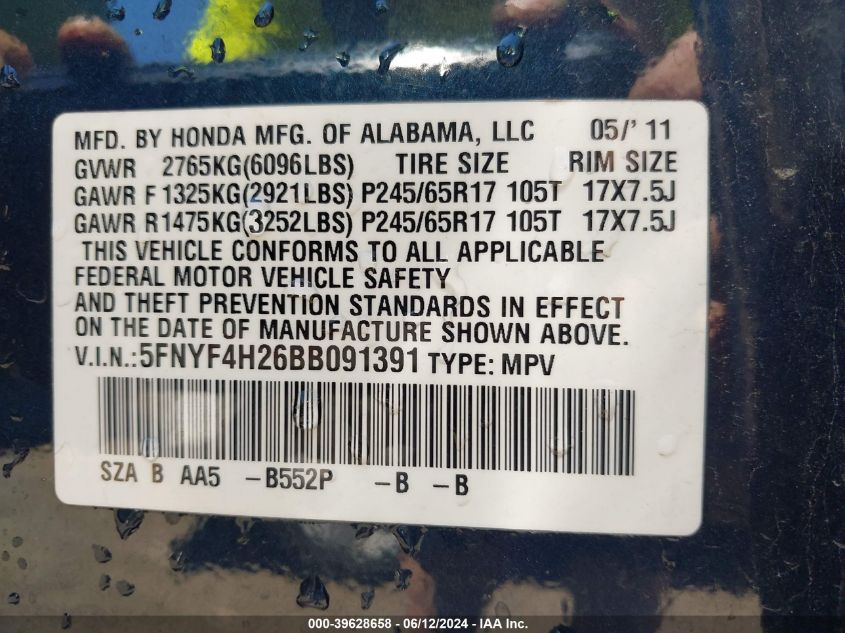 MFD. BY HONDA MFG. OF ALABAMA, LLC 05/' 11
GVWR 2765KG(6096LBS) TIRE SIZE RIM SIZE
GAWR F 1325KG(2921LBS) P245/65R17 105T 17X7.5J
GAWR R1475KG(3252LBS) P245/65R17 105T 17X7.5J
THIS VEHICLE CONFORMS TO ALL APPLICABLE
FEDERAL MOTOR VEHICLE SAFETY
AND THEFT PREVENTION STANDARDS IN EFFECT
ON THE DATE OF MANUFACTURE SHOWN ABOVE.
V.I.N.:5FNYF4H26BB091391 TYPE: MPV
SZA B AA5 -B552P -B -B
000-39628658 - 06/12/2024 - IAA Inc.